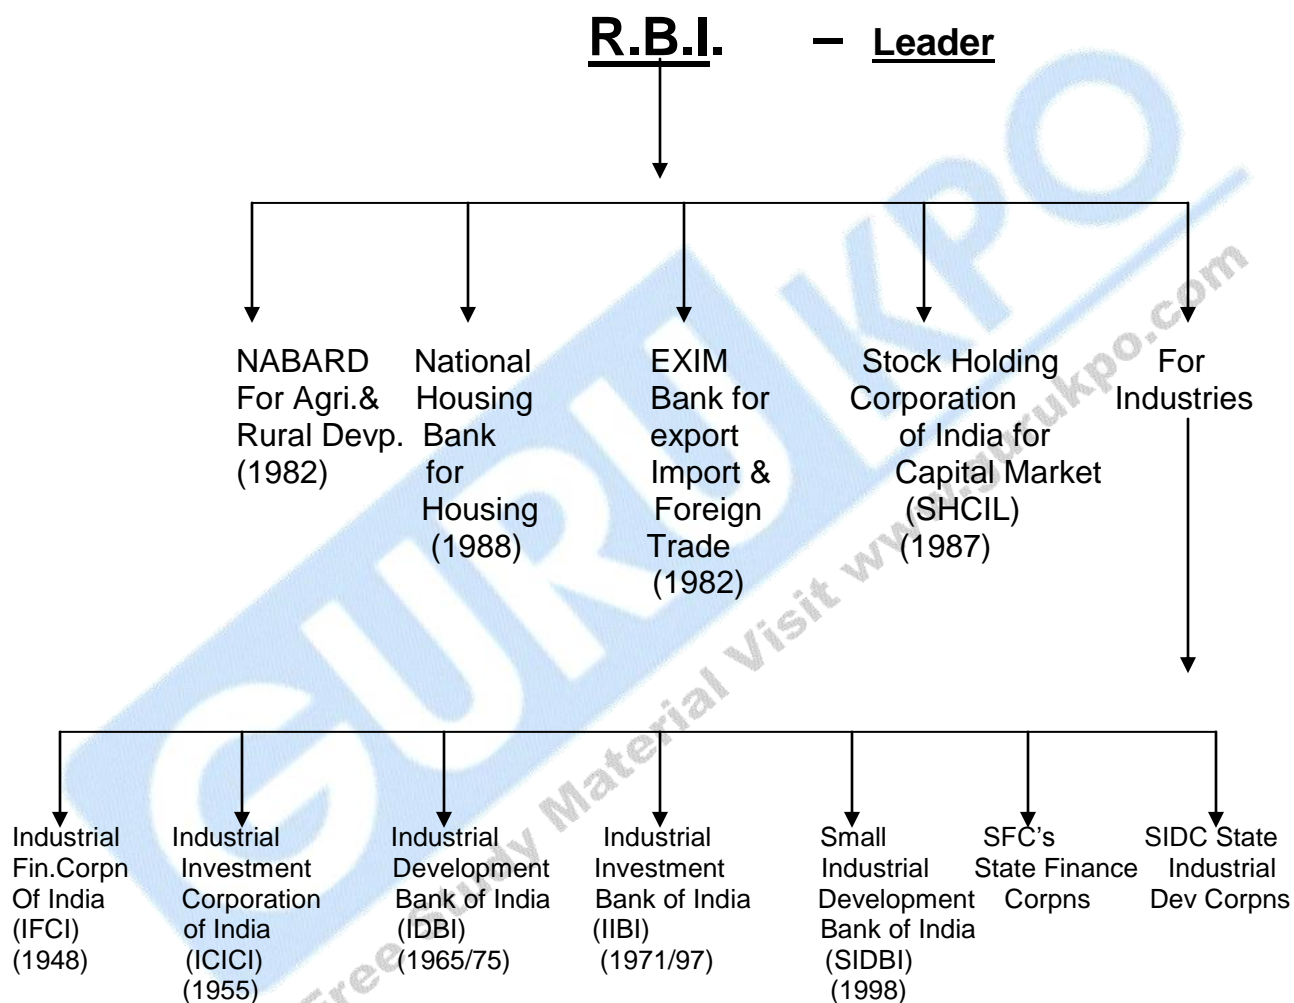 R.B.I. – Leader
NABARD
For Agri.&
Rural Devp.
(1982)
National
Housing
Bank
for
Housing
(1988)
EXIM
Bank for
export
Import &
Foreign
Trade
(1982)
Stock Holding
Corporation
of India for
Capital Market
(SHCIL)
(1987)
For
Industries
Industrial
Fin.Corpn
Of India
(IFCI)
(1948)
Industrial
Investment
Corporation
of India
(ICICI)
(1955)
Industrial
Development
Bank of India
(IDBI)
(1965/75)
Industrial
Investment
Bank of India
(IIBI)
(1971/97)
Small
Industrial
Development
Bank of India
(SIDBI)
(1998)
SFC's
State Finance
Corpns
SIDC State
Industrial
Dev Corpns
GURUKPO
Free Study Material Visit www.gurukpo.com